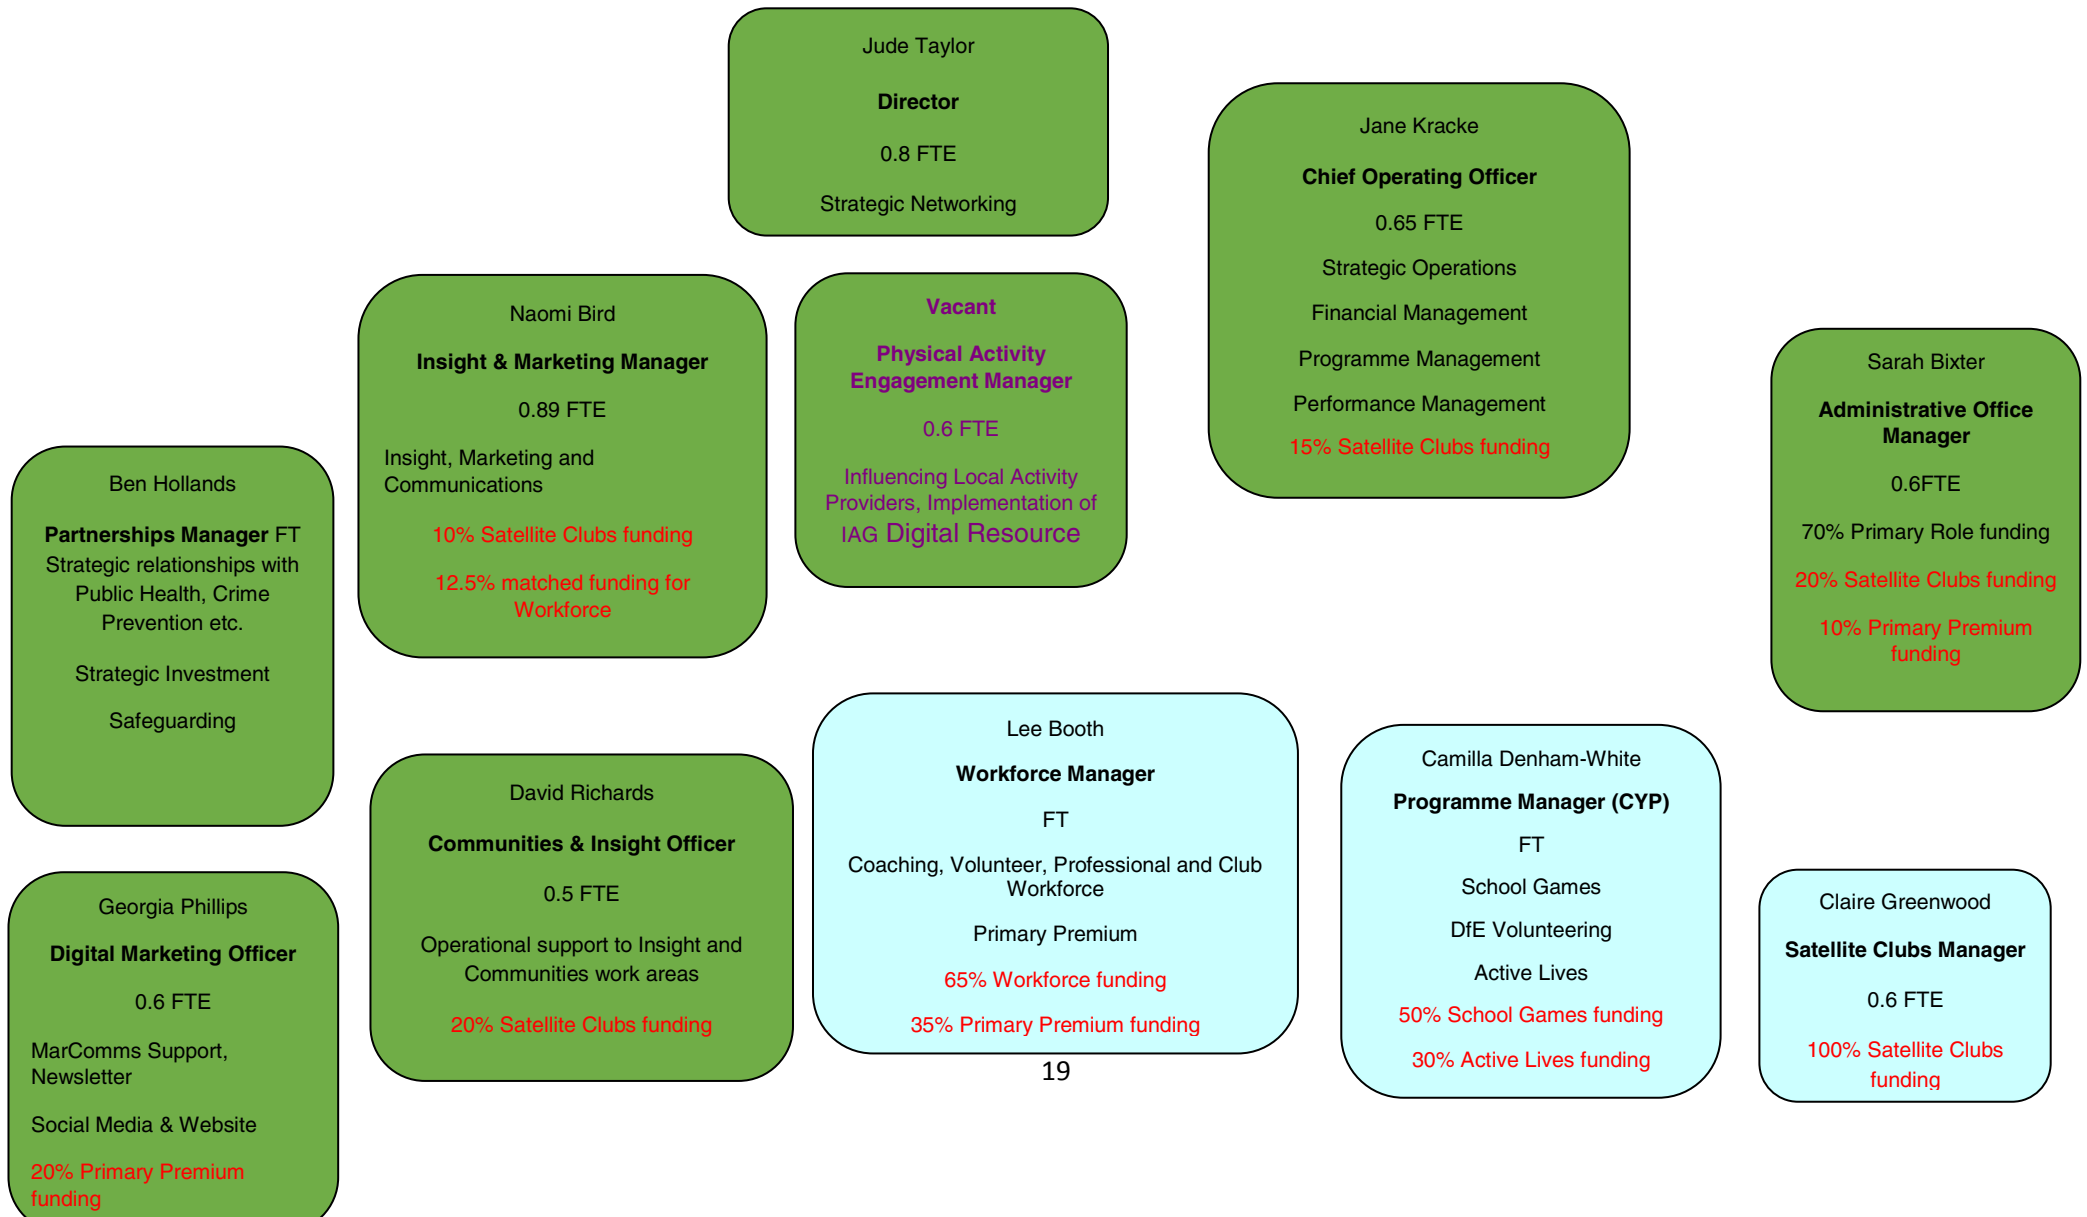 Jude Taylor
Director
0.8 FTE
Strategic Networking
Jane Kracke
Chief Operating Officer
0.65 FTE
Strategic Operations
Financial Management
Programme Management
Performance Management
15% Satellite Clubs funding
Naomi Bird
Insight & Marketing Manager
0.89 FTE
Insight, Marketing and
Communications
10% Satellite Clubs funding
12.5% matched funding for
Workforce
Vacant
Physical Activity
Engagement Manager
0.6 FTE
Influencing Local Activity
Providers, Implementation of
IAG Digital Resource
Sarah Bixter
Administrative Office
Manager
0.6FTE
70% Primary Role funding
20% Satellite Clubs funding
10% Primary Premium
funding
Ben Hollands
Partnerships Manager FT
Strategic relationships with
Public Health, Crime
Prevention etc.
Strategic Investment
Safeguarding
David Richards
Communities & Insight Officer
0.5 FTE
Operational support to Insight and
Communities work areas
20% Satellite Clubs funding
Lee Booth
Workforce Manager
FT
Coaching, Volunteer, Professional and Club
Workforce
Primary Premium
65% Workforce funding
35% Primary Premium funding
Camilla Denham-White
Programme Manager (CYP)
FT
School Games
DfE Volunteering
Active Lives
50% School Games funding
30% Active Lives funding
Claire Greenwood
Satellite Clubs Manager
0.6 FTE
100% Satellite Clubs
funding
Georgia Phillips
Digital Marketing Officer
0.6 FTE
MarComms Support,
Newsletter
Social Media & Website
20% Primary Premium
funding
19